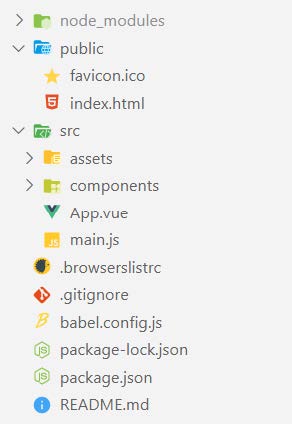 node_modules
public
favicon.ico
index.html
src
assets
components
App.vue
main.js
.browserslistrc
.gitignore
babel.config.js
package-lock.json
package.json
README.md